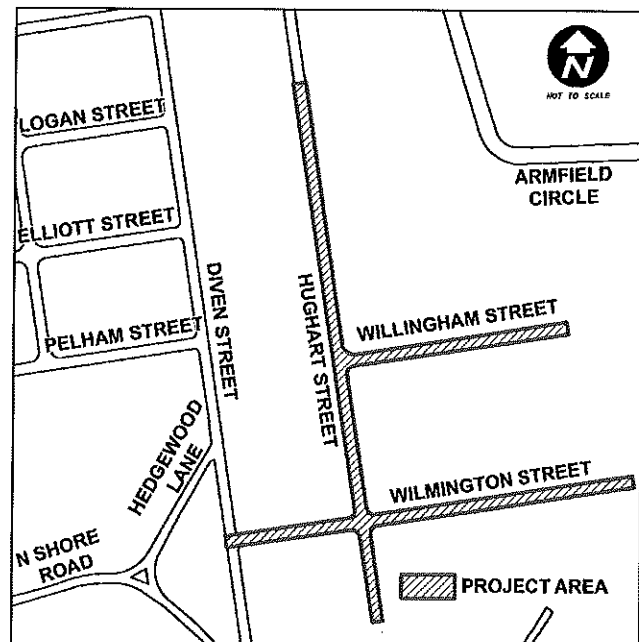 N
NOT TO SCALE
LOGAN STREET
ARMFIELD
CIRCLE
ELLIOTT STREET
DIVEN STREET
HUGHART STREET
WILLINGHAM STREET
PELHAM STREET
HEDGEWOOD
LANE
WILMINGTON STREET
N SHORE
ROAD
PROJECT AREA